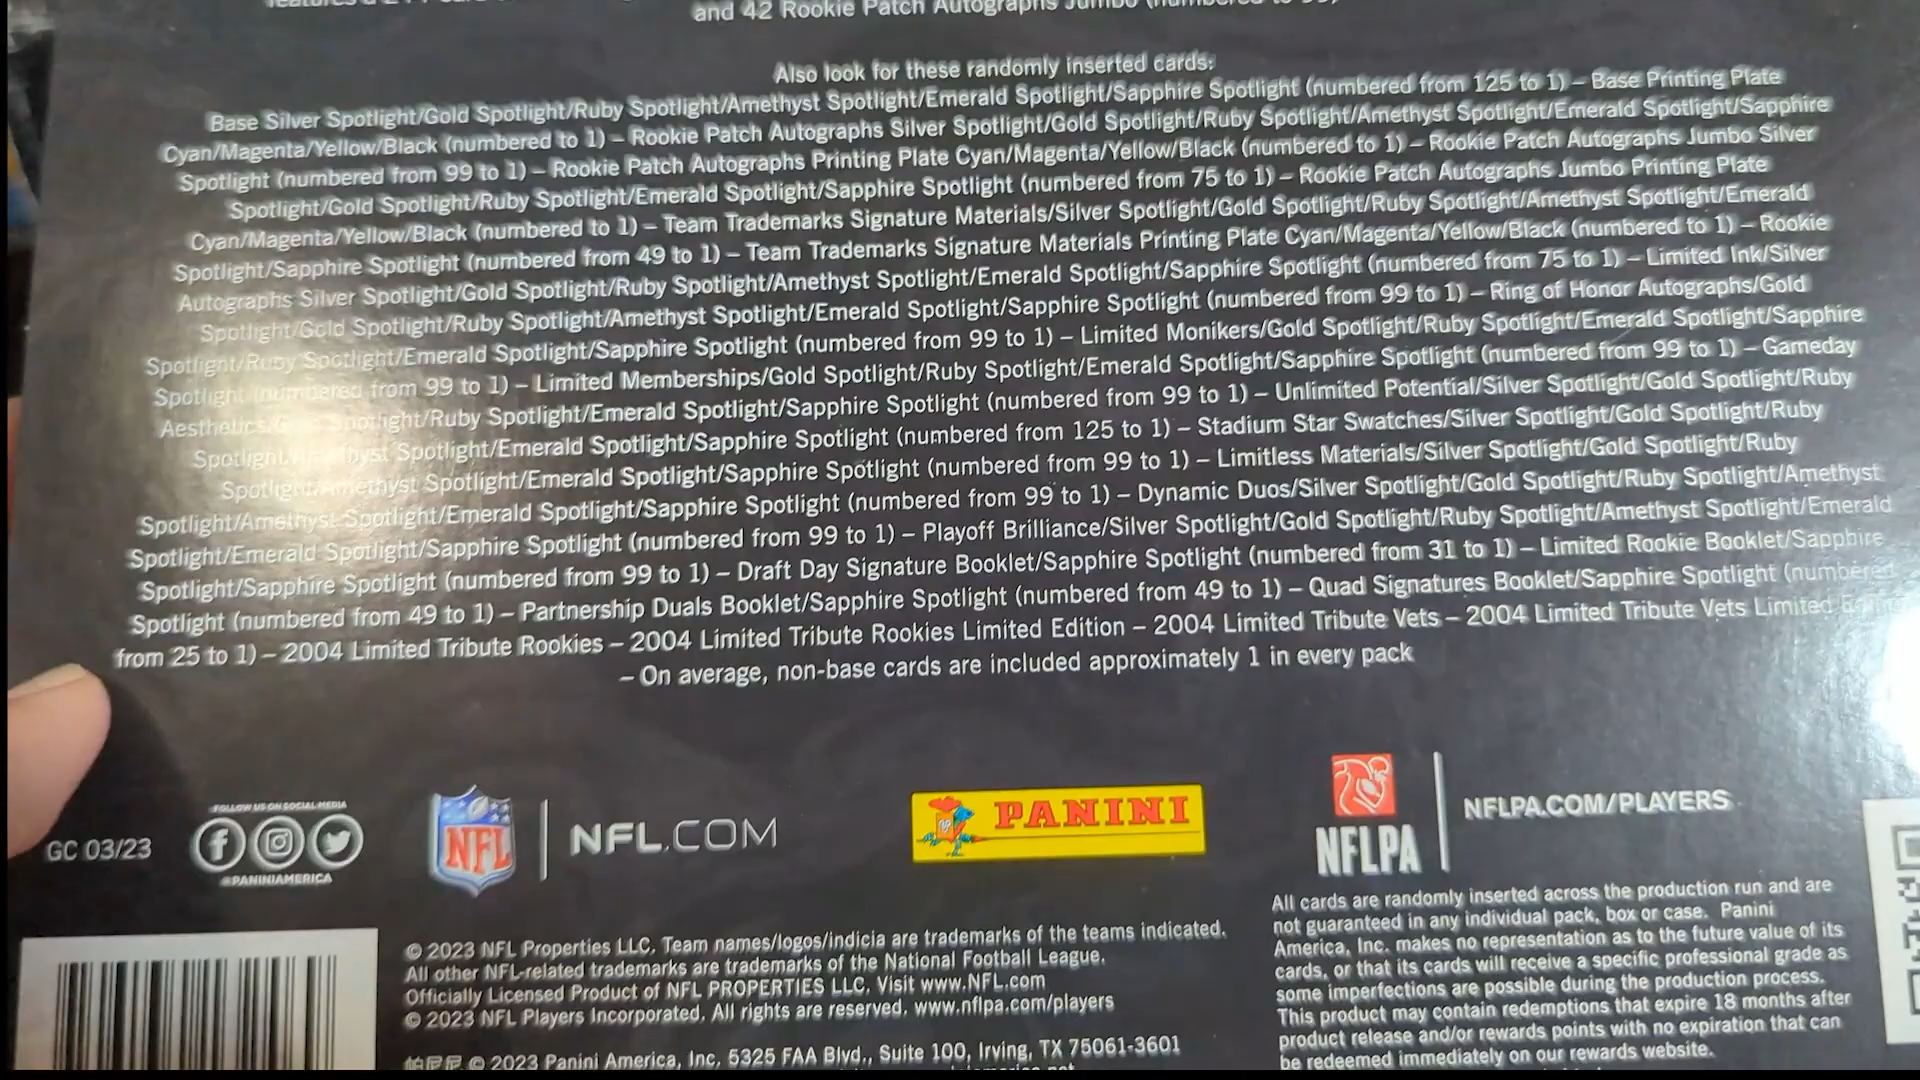 and 42 Rookie Patch Autographs Jumbo
Also look for these randomly inserted cards:
Base Silver Spotlight/Gold Spotlight/Ruby Spotlight/Amethyst Spotlight/Emerald Spotlight/Sapphire Spotlight (numbered from 125 to 1) – Base Printing Plate
Cyan/Magenta/Yellow/Black (numbered to 1) – Rookie Patch Autographs Silver Spotlight/Gold Spotlight/Ruby Spotlight/Amethyst Spotlight/Emerald Spotlight/Sapphire
Spotlight (numbered from 99 to 1) – Rookie Patch Autographs Printing Plate Cyan/Magenta/Yellow/Black (numbered to 1) – Rookie Patch Autographs Jumbo Silver
Spotlight/Gold Spotlight/Ruby Spotlight/Emerald Spotlight/Sapphire Spotlight (numbered from 75 to 1) – Rookie Patch Autographs Jumbo Printing Plate
Cyan/Magenta/Yellow/Black (numbered to 1) – Team Trademarks Signature Materials/Silver Spotlight/Gold Spotlight/Ruby Spotlight/Amethyst Spotlight/Emerald
Spotlight/Sapphire Spotlight (numbered from 49 to 1) – Team Trademarks Signature Materials Printing Plate Cyan/Magenta/Yellow/Black (numbered to 1) – Rookie
Autographs Silver Spotlight/Gold Spotlight/Ruby Spotlight/Amethyst Spotlight/Emerald Spotlight/Sapphire Spotlight (numbered from 75 to 1) – Limited Ink/Silver
Spotlight/Gold Spotlight/Ruby Spotlight/Amethyst Spotlight/Emerald Spotlight/Sapphire Spotlight (numbered from 99 to 1) – Ring of Honor Autographs/Gold
Spotlight/Ruby Spotlight/Emerald Spotlight/Sapphire Spotlight (numbered from 99 to 1) – Limited Monikers/Gold Spotlight/Ruby Spotlight/Emerald Spotlight/Sapphire
Spotlight (numbered from 99 to 1) – Limited Memberships/Gold Spotlight/Ruby Spotlight/Emerald Spotlight/Sapphire Spotlight (numbered from 99 to 1) – Gameday
Aesthetics/Gold Spotlight/Ruby Spotlight/Emerald Spotlight/Sapphire Spotlight (numbered from 99 to 1) – Unlimited Potential/Silver Spotlight/Gold Spotlight/Ruby
Spotlight/Amethyst Spotlight/Emerald Spotlight/Sapphire Spotlight (numbered from 125 to 1) – Stadium Star Swatches/Silver Spotlight/Gold Spotlight/Ruby
Spotlight/Amethyst Spotlight/Emerald Spotlight/Sapphire Spotlight (numbered from 99 to 1) – Limitless Materials/Silver Spotlight/Gold Spotlight/Ruby
Spotlight/Amethyst Spotlight/Emerald Spotlight/Sapphire Spotlight (numbered from 99 to 1) – Dynamic Duos/Silver Spotlight/Gold Spotlight/Ruby Spotlight/Amethyst
Spotlight/Emerald Spotlight/Sapphire Spotlight (numbered from 99 to 1) – Playoff Brilliance/Silver Spotlight/Gold Spotlight/Ruby Spotlight/Amethyst Spotlight/Emerald
Spotlight/Sapphire Spotlight (numbered from 99 to 1) – Draft Day Signature Booklet/Sapphire Spotlight (numbered from 31 to 1) – Limited Rookie Booklet/Sapphire
Spotlight (numbered from 49 to 1) – Partnership Duals Booklet/Sapphire Spotlight (numbered from 49 to 1) – Quad Signatures Booklet/Sapphire Spotlight (numbered
from 25 to 1) – 2004 Limited Tribute Rookies – 2004 Limited Tribute Rookies Limited Edition – 2004 Limited Tribute Vets – 2004 Limited Tribute Vets Limited
– On average, non-base cards are included approximately 1 in every pack
GC 03/23
FOLLOW US ON SOCIAL MEDIA
@PANINIAMERICA
NFL
NFL.COM
PANINI
NFLPA
NFLPA.COM/PLAYERS
© 2023 NFL Properties LLC. Team names/logos/indicia are trademarks of the teams indicated.
All other NFL-related trademarks are trademarks of the National Football League.
Officially Licensed Product of NFL PROPERTIES LLC. Visit www.NFL.com
© 2023 NFL Players Incorporated. All rights are reserved. www.nflpa.com/players
帕尼尼 © 2023 Panini America, Inc. 5325 FAA Blvd., Suite 100, Irving, TX 75061-3601
All cards are randomly inserted across the production run and are
not guaranteed in any individual pack, box or case. Panini
America, Inc. makes no representation as to the future value of its
cards, or that its cards will receive a specific professional grade as
some imperfections are possible during the production process.
This product may contain redemptions that expire 18 months after
product release and/or rewards points with no expiration that can
be redeemed immediately on our rewards website.